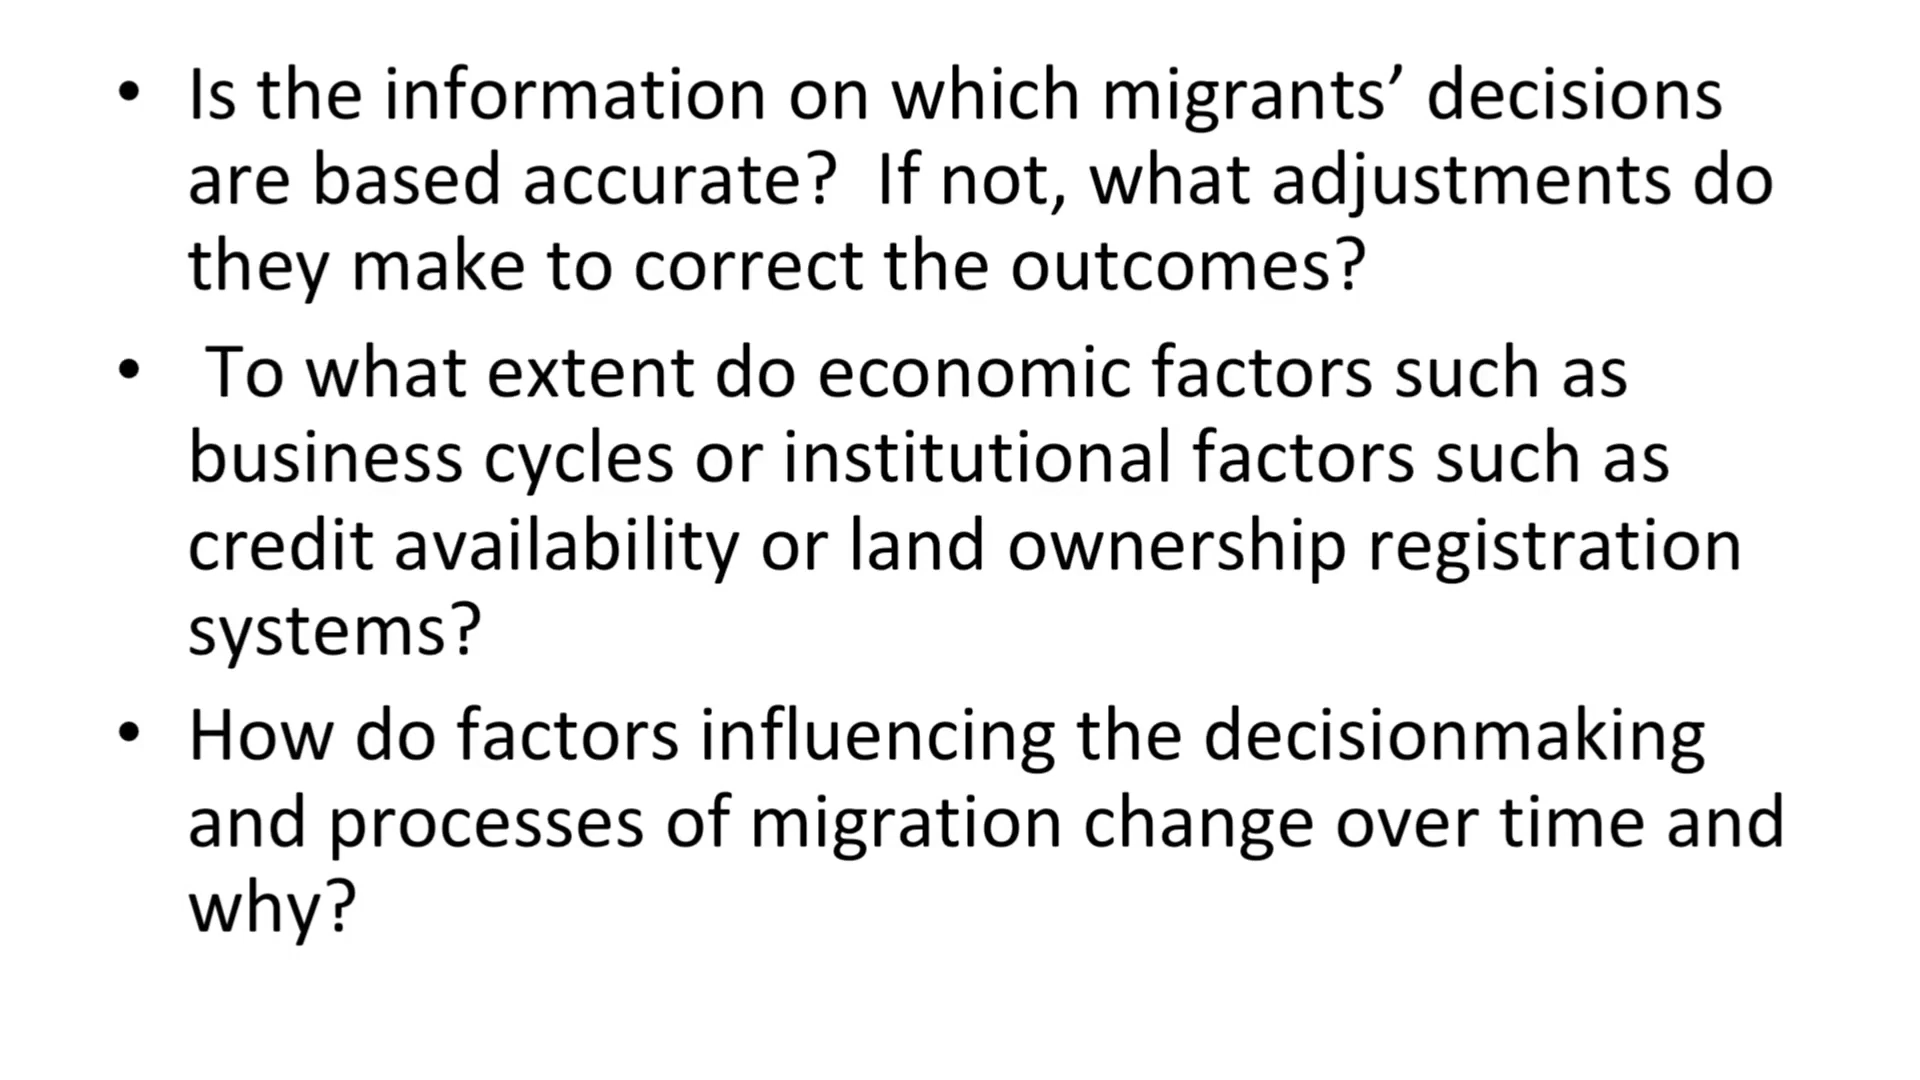 • Is the information on which migrants’ decisions
are based accurate?  If not, what adjustments do
they make to correct the outcomes?
•  To what extent do economic factors such as
business cycles or institutional factors such as
credit availability or land ownership registration
systems?
• How do factors influencing the decisionmaking
and processes of migration change over time and
why?